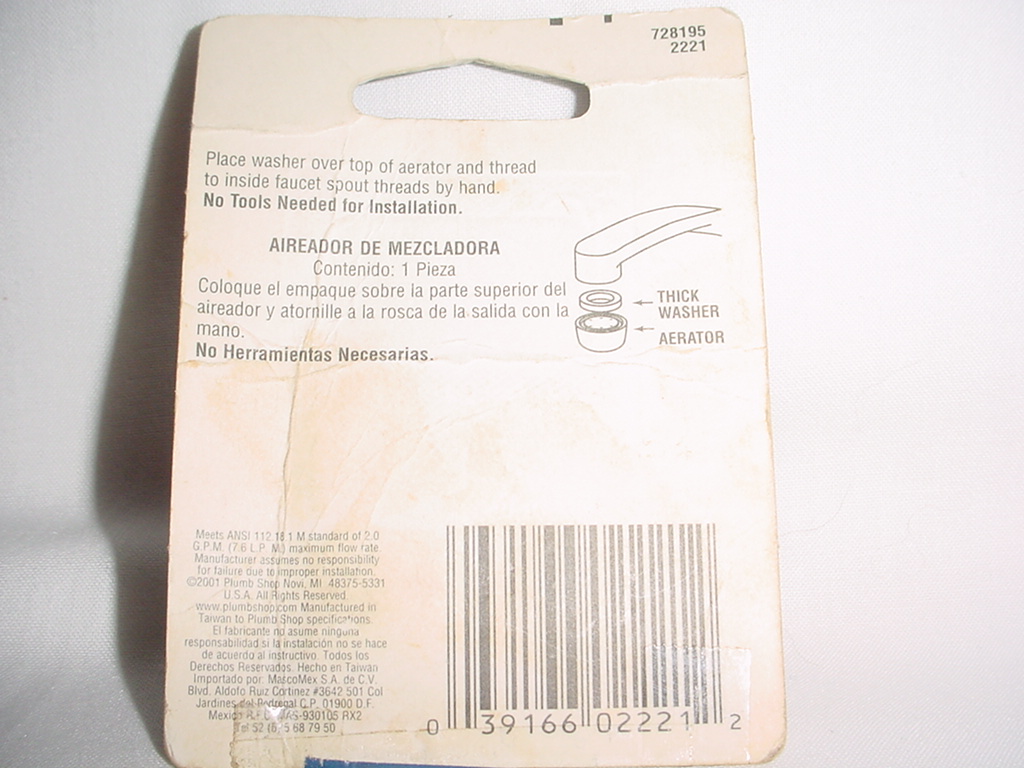 728195
2221
Place washer over top of aerator and thread
to inside faucet spout threads by hand.
No Tools Needed for Installation.
AIREADOR DE MEZCLADORA
Contenido: 1 Pieza
Coloque el empaque sobre la parte superior del
aireador y atornille a la rosca de la salida con la
mano.
No Herramientas Necesarias.
THICK
WASHER
AERATOR
Meets ANSI 112.18 1 M standard of 2.0
G.P.M. (7.6 L.P.M.) maximum flow rate.
Manufacturer assumes no responsibility
for failure due to improper installation.
©2001 Plumb Shop Novi, MI 48375-5331
U.S.A. All Rights Reserved.
www.plumbshop.com Manufactured in
Taiwan to Plumb Shop specifications.
El fabricante no asume ninguna
responsabilidad si la instalación no se hace
de acuerdo al instructivo. Todos los
Derechos Reservados. Hecho en Taiwan
Importado por: MascoMex S.A. de C.V.
Blvd. Adolfo Ruiz Cortinez #3642 501 Col
Jardines del Pedregal C.P. 01900 D.F.
Mexico RX2
Tel 52 68 79 50
0 39166 02221 2